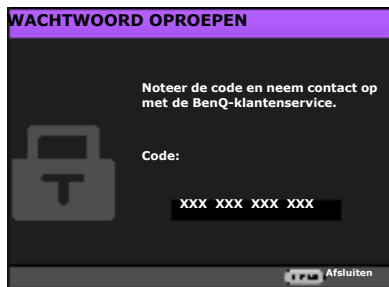 WACHTWOORD OPROEPEN
Noteer de code en neem contact op
met de BenQ-klantenservice.
Code:
XXX XXX XXX XXX
Afsluiten